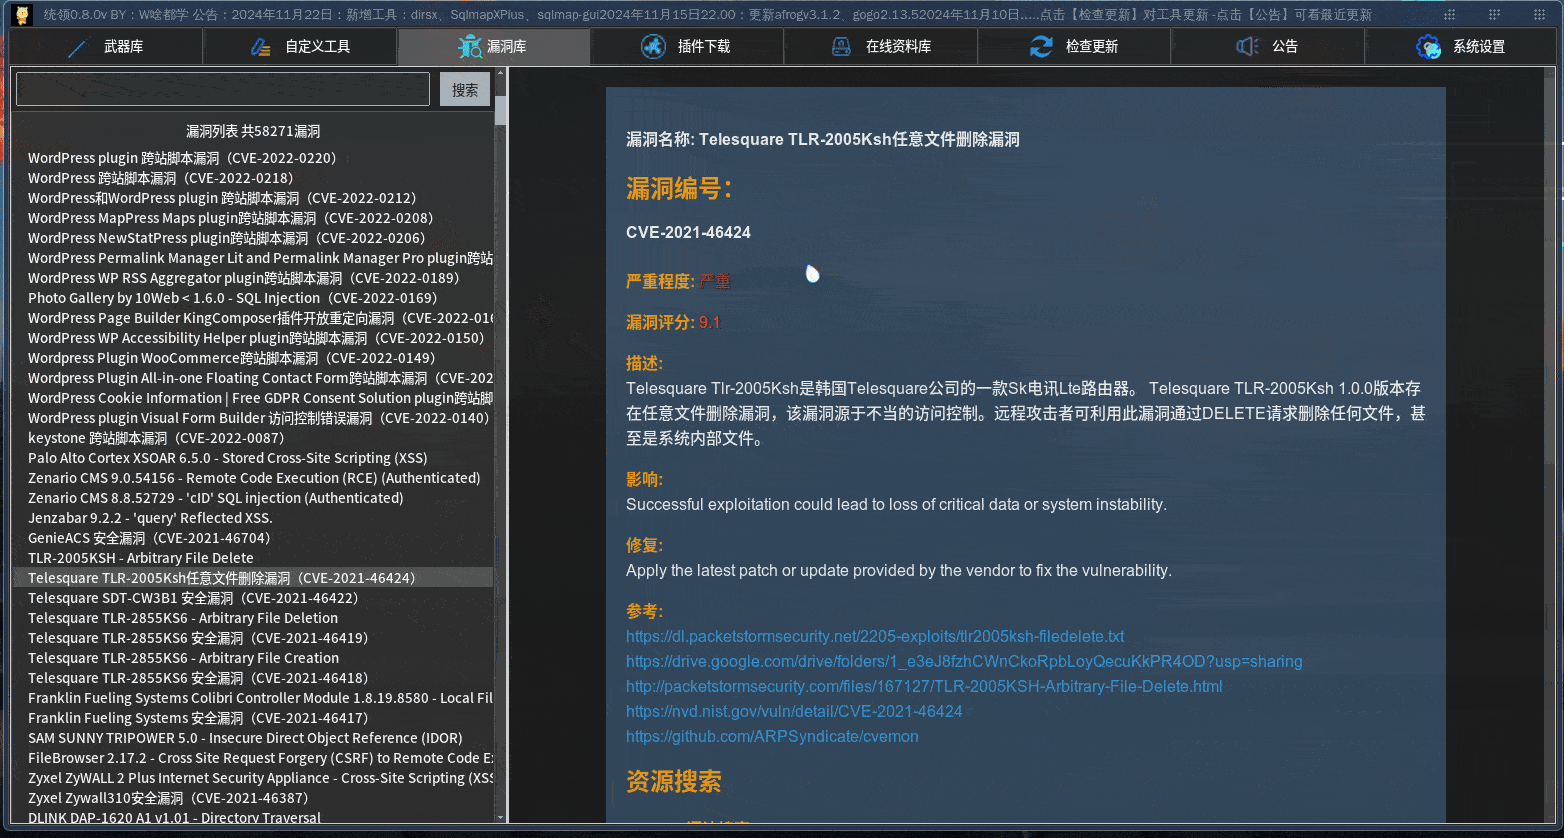 统领0.8.0v BY：W啥都学 公告：2024年11月22日：新增工具：dirsx、SqlmapXPlus、sqlmap-gui2024年11月15日22.00：更新afrogv3.1.2、gogo2.13.52024年11月10日.....点击【检查更新】对工具更新 -点击【公告】可看最近更新
武器库
自定义工具
漏洞库
插件下载
在线资料库
检查更新
公告
系统设置
搜索
漏洞列表 共58271漏洞
WordPress plugin 跨站脚本漏洞（CVE-2022-0220）
WordPress 跨站脚本漏洞（CVE-2022-0218）
WordPress和WordPress plugin 跨站脚本漏洞（CVE-2022-0212）
WordPress MapPress Maps plugin跨站脚本漏洞（CVE-2022-0208）
WordPress NewStatPress plugin跨站脚本漏洞（CVE-2022-0206）
WordPress Permalink Manager Lit and Permalink Manager Pro plugin跨站
WordPress WP RSS Aggregator plugin跨站脚本漏洞（CVE-2022-0189）
Photo Gallery by 10Web < 1.6.0 - SQL Injection（CVE-2022-0169）
WordPress Page Builder KingComposer插件开放重定向漏洞（CVE-2022-016
WordPress WP Accessibility Helper plugin跨站脚本漏洞（CVE-2022-0150）
Wordpress Plugin WooCommerce跨站脚本漏洞（CVE-2022-0149）
Wordpress Plugin All-in-one Floating Contact Form跨站脚本漏洞（CVE-202
WordPress Cookie Information | Free GDPR Consent Solution plugin跨站脚
WordPress plugin Visual Form Builder 访问控制错误漏洞（CVE-2022-0140）
keystone 跨站脚本漏洞（CVE-2022-0087）
Palo Alto Cortex XSOAR 6.5.0 - Stored Cross-Site Scripting (XSS)
Zenario CMS 9.0.54156 - Remote Code Execution (RCE) (Authenticated)
Zenario CMS 8.8.52729 - 'cID' SQL injection (Authenticated)
Jenzabar 9.2.2 - 'query' Reflected XSS.
GenieACS 安全漏洞（CVE-2021-46704）
TLR-2005KSH - Arbitrary File Delete
Telesquare TLR-2005Ksh任意文件删除漏洞（CVE-2021-46424）
Telesquare SDT-CW3B1 安全漏洞（CVE-2021-46422）
Telesquare TLR-2855KS6 - Arbitrary File Deletion
Telesquare TLR-2855KS6 安全漏洞（CVE-2021-46419）
Telesquare TLR-2855KS6 - Arbitrary File Creation
Telesquare TLR-2855KS6 安全漏洞（CVE-2021-46418）
Franklin Fueling Systems Colibri Controller Module 1.8.19.8580 - Local Fil
Franklin Fueling Systems 安全漏洞（CVE-2021-46417）
SAM SUNNY TRIPOWER 5.0 - Insecure Direct Object Reference (IDOR)
FileBrowser 2.17.2 - Cross Site Request Forgery (CSRF) to Remote Code E
Zyxel ZyWALL 2 Plus Internet Security Appliance - Cross-Site Scripting (XSS
Zyxel Zywall310安全漏洞（CVE-2021-46387）
DLINK DAP-1620 A1 v1.01 - Directory Traversal
漏洞名称: Telesquare TLR-2005Ksh任意文件删除漏洞
漏洞编号：
CVE-2021-46424
严重程度: 严重
漏洞评分: 9.1
描述:
Telesquare Tlr-2005Ksh是韩国Telesquare公司的一款Sk电讯Lte路由器。 Telesquare TLR-2005Ksh 1.0.0版本存
在任意文件删除漏洞，该漏洞源于不当的访问控制。远程攻击者可利用此漏洞通过DELETE请求删除任何文件，甚
至是系统内部文件。
影响:
Successful exploitation could lead to loss of critical data or system instability.
修复:
Apply the latest patch or update provided by the vendor to fix the vulnerability.
参考:
https://dl.packetstormsecurity.net/2205-exploits/tlr2005ksh-filedelete.txt
https://drive.google.com/drive/folders/1_e3eJ8fzhCWnCkoRpbLoyQecuKkPR4OD?usp=sharing
http://packetstormsecurity.com/files/167127/TLR-2005KSH-Arbitrary-File-Delete.html
https://nvd.nist.gov/vuln/detail/CVE-2021-46424
https://github.com/ARPSyndicate/cvemon
资源搜索